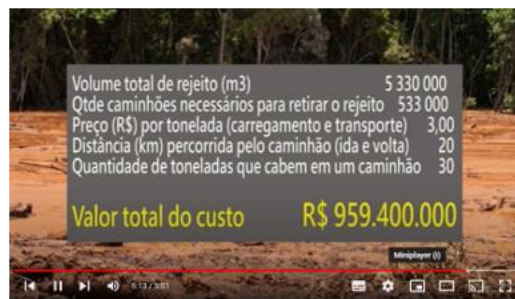 Volume total de rejeito (m3) 5 330 000
Qtde caminhões necessários para retirar o rejeito 533 000
Preço (R$) por tonelada (carregamento e transporte) 3,00
Distância (km) percorrida pelo caminhão (ida e volta) 20
Quantidade de toneladas que cabem em um caminhão 30
Valor total do custo R$ 959.400.000
Miniplayer (i)